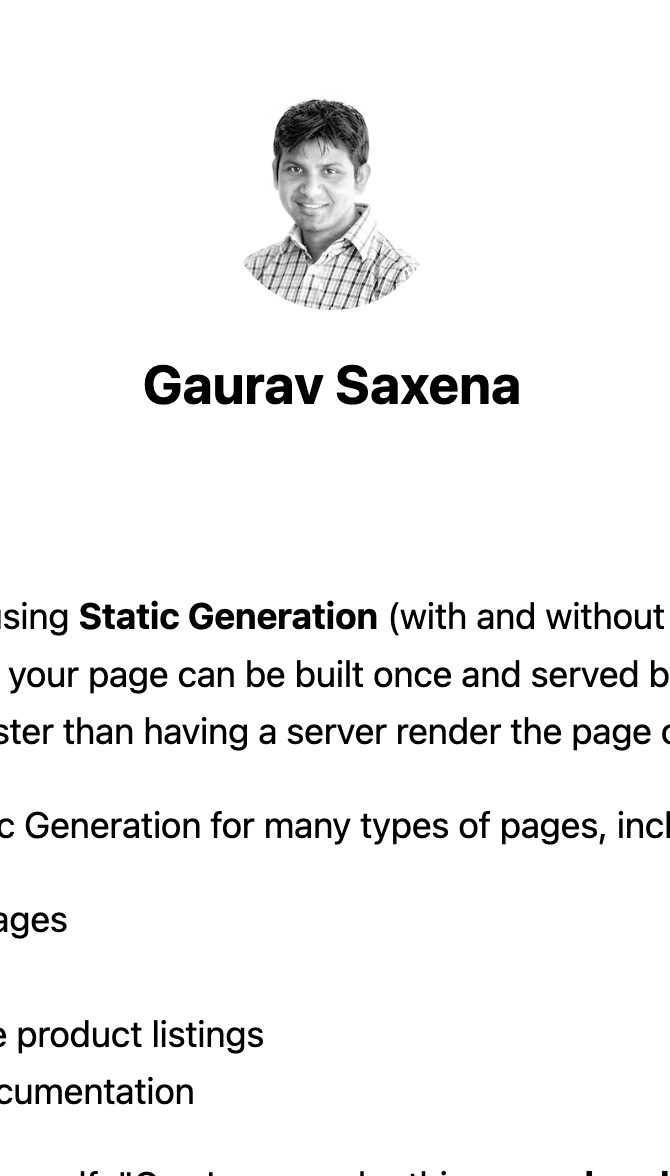 Gaurav Saxena
using Static Generation (with and without
your page can be built once and served b
ster than having a server render the page
c Generation for many types of pages, incl
ages
e product listings
cumentation